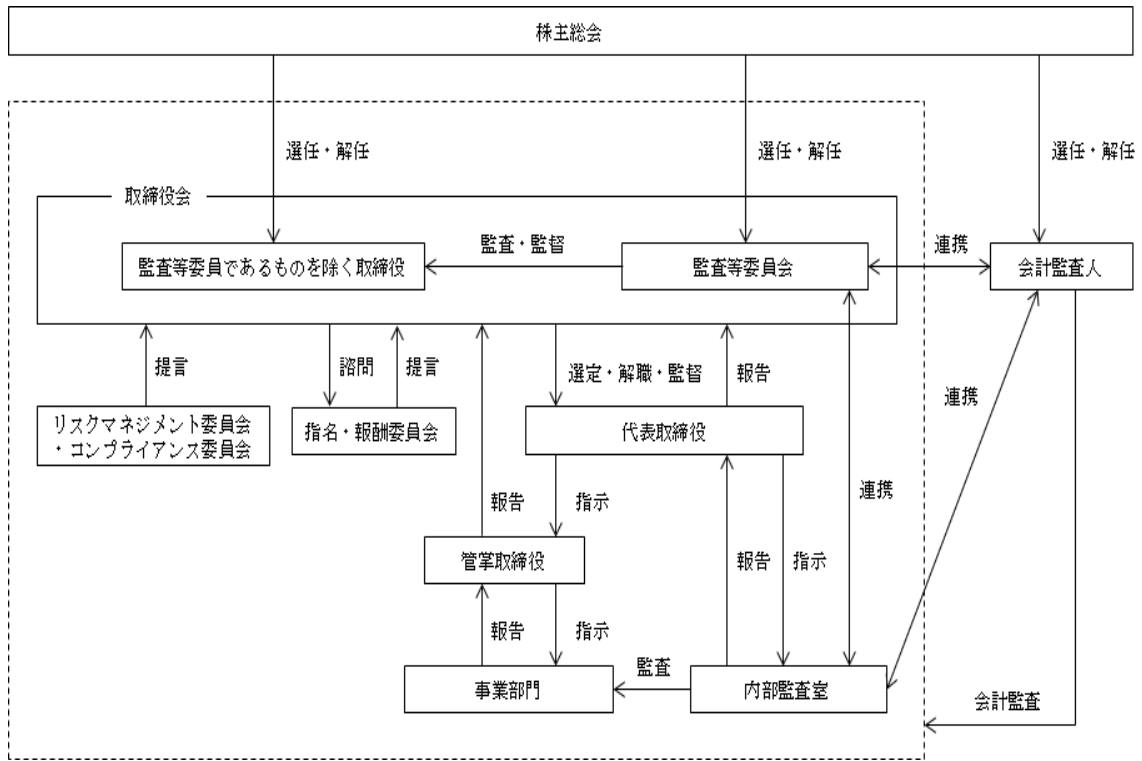 株主総会
選任・解任
選任・解任
選任・解任
取締役会
監査・監督
連携
監査等委員であるものを除く取締役
監査等委員会
会計監査人
提言
諮問
提言
選定・解職・監督
報告
連携
リスクマネジメント委員会
・コンプライアンス委員会
指名・報酬委員会
代表取締役
連携
報告
指示
管掌取締役
報告
指示
報告
指示
監査
事業部門
内部監査室
会計監査